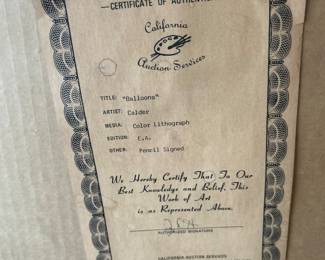 —CERTIFICATE OF AUTHEN
California
Auction Services
TITLE: "Balloons"
ARTIST: Calder
MEDIA: Color Lithograph
EDITION: E.A.
OTHER: Pencil Signed
We Hereby Certify That To Our
Best Knowledge and Belief, This
Work of Art
is as Represented Above.
AUTHORIZED SIGNATURE
CALIFORNIA AUCTION SERVICES